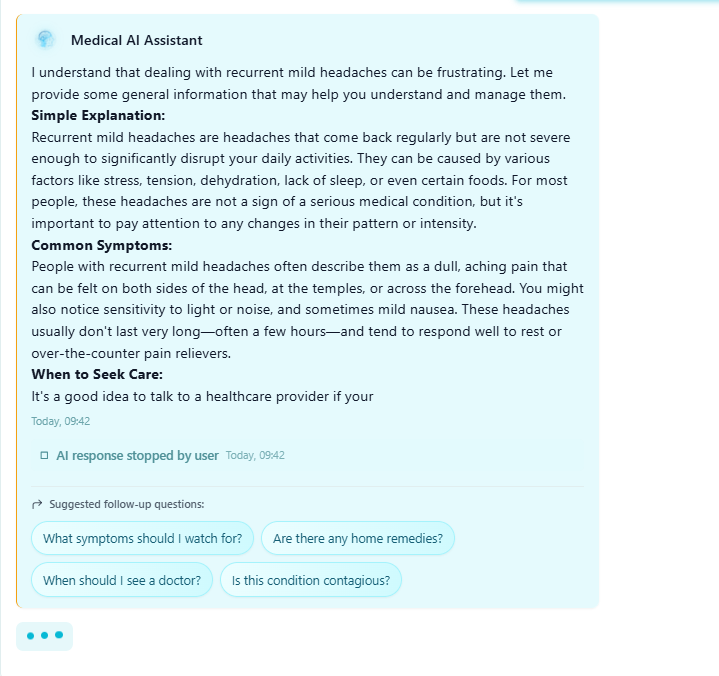 Medical AI Assistant
I understand that dealing with recurrent mild headaches can be frustrating. Let me
provide some general information that may help you understand and manage them.
Simple Explanation:
Recurrent mild headaches are headaches that come back regularly but are not severe
enough to significantly disrupt your daily activities. They can be caused by various
factors like stress, tension, dehydration, lack of sleep, or even certain foods. For most
people, these headaches are not a sign of a serious medical condition, but it's
important to pay attention to any changes in their pattern or intensity.
Common Symptoms:
People with recurrent mild headaches often describe them as a dull, aching pain that
can be felt on both sides of the head, at the temples, or across the forehead. You might
also notice sensitivity to light or noise, and sometimes mild nausea. These headaches
usually don't last very long—often a few hours—and tend to respond well to rest or
over-the-counter pain relievers.
When to Seek Care:
It's a good idea to talk to a healthcare provider if your
Today, 09:42
AI response stopped by user Today, 09:42
Suggested follow-up questions:
What symptoms should I watch for? Are there any home remedies?
When should I see a doctor? Is this condition contagious?